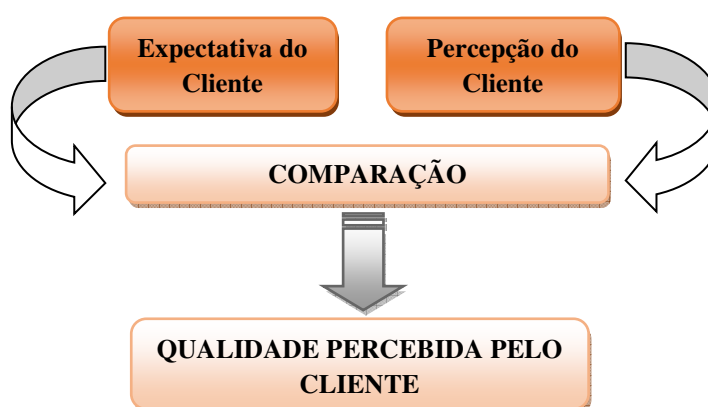 Expectativa do
Cliente
Percepção do
Cliente
COMPARAÇÃO
QUALIDADE PERCEBIDA PELO
CLIENTE